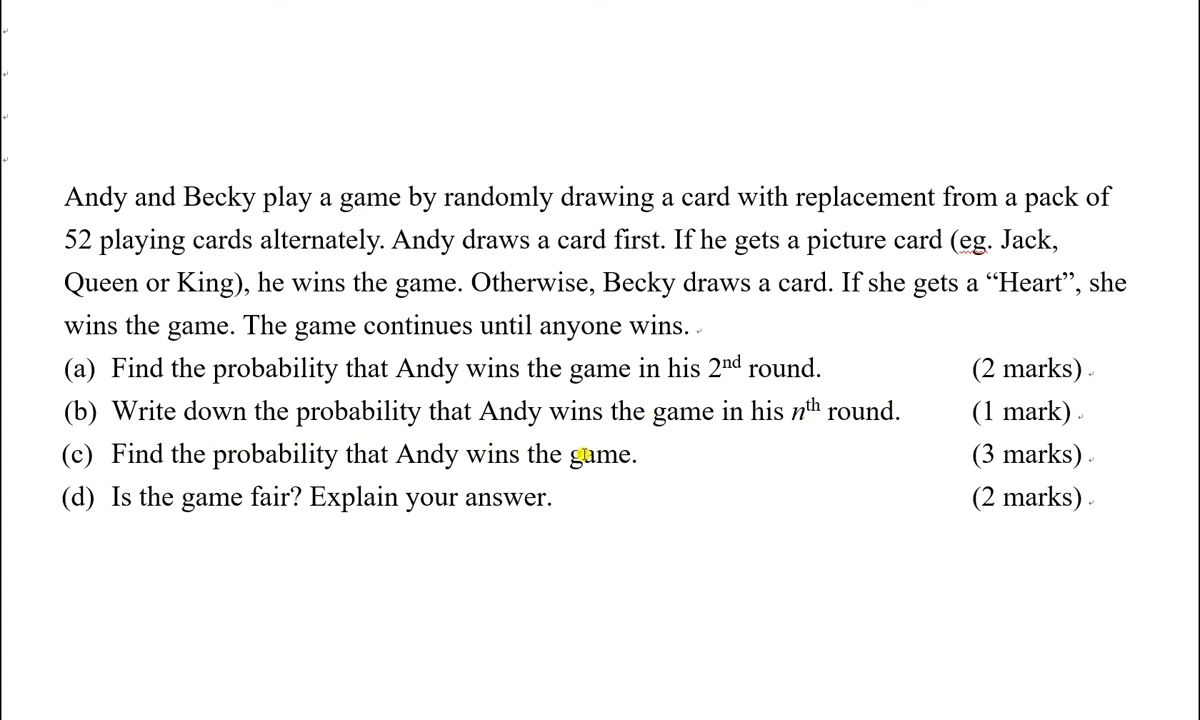 Andy and Becky play a game by randomly drawing a card with replacement from a pack of
52 playing cards alternately. Andy draws a card first. If he gets a picture card (eg. Jack,
Queen or King), he wins the game. Otherwise, Becky draws a card. If she gets a “Heart”, she
wins the game. The game continues until anyone wins.
(a) Find the probability that Andy wins the game in his 2nd round. (2 marks)
(b) Write down the probability that Andy wins the game in his nth round. (1 mark)
(c) Find the probability that Andy wins the game. (3 marks)
(d) Is the game fair? Explain your answer. (2 marks)